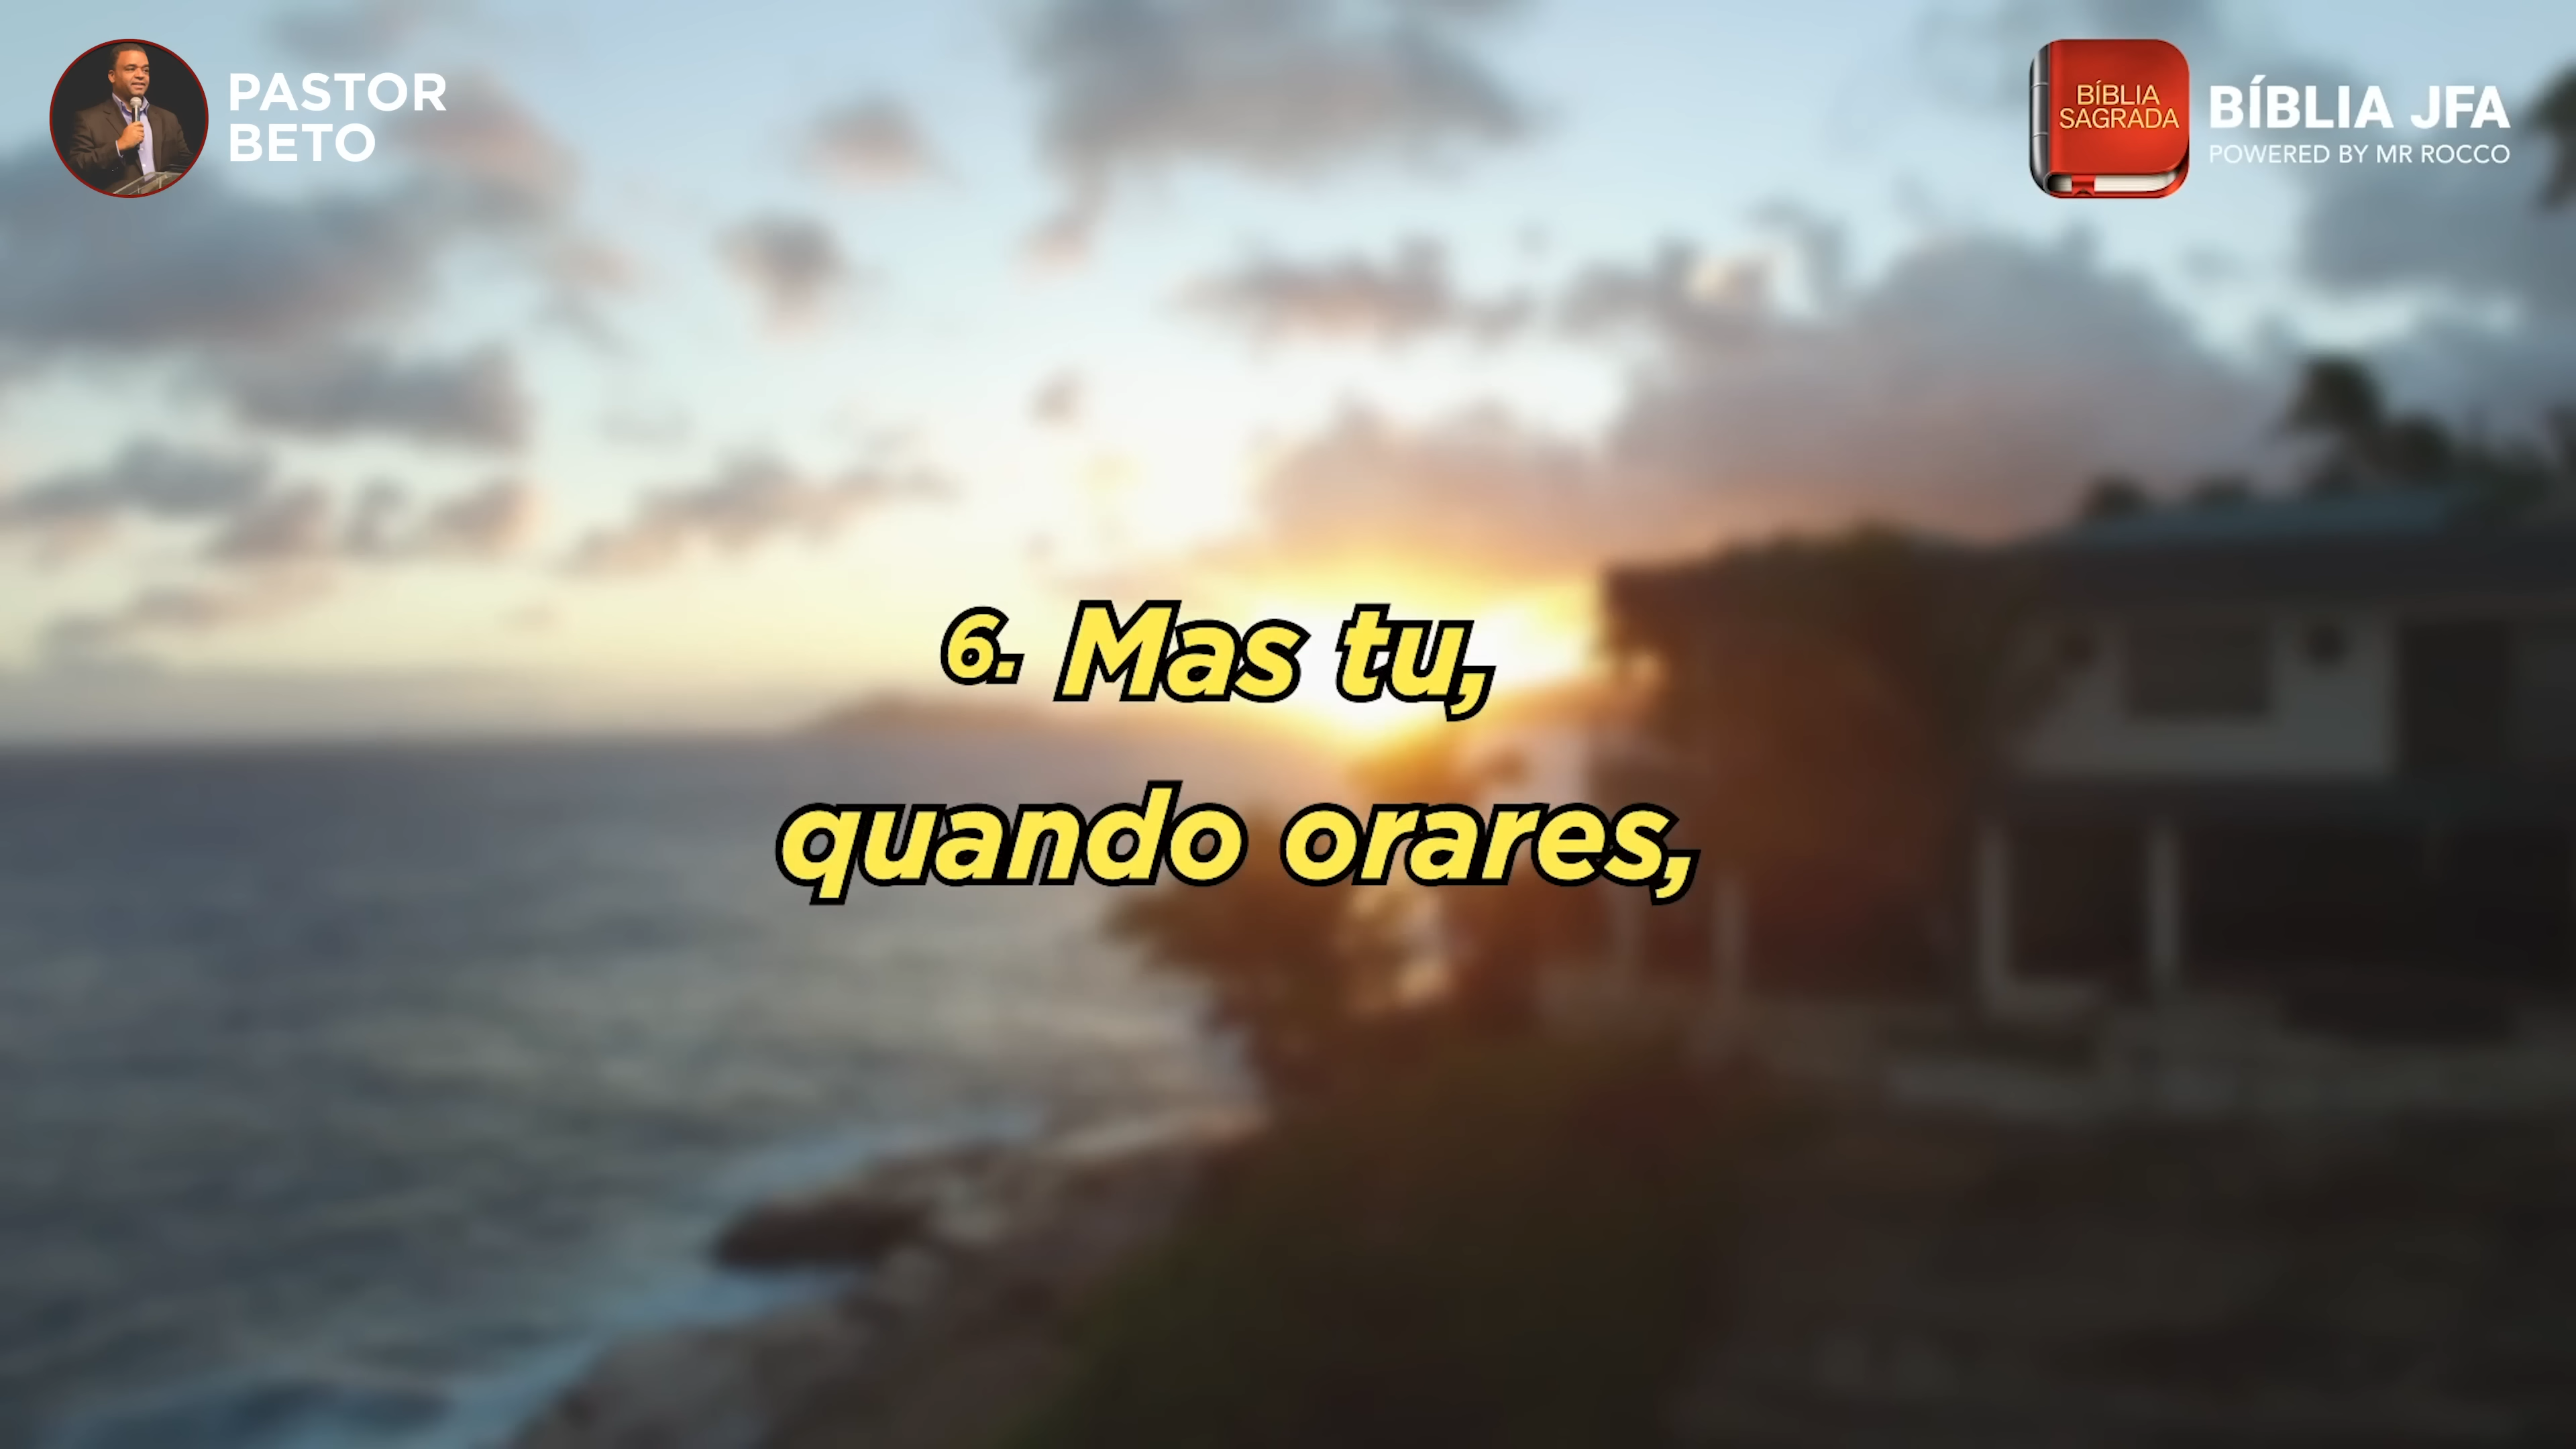 PASTOR
BETO
BÍBLIA
SAGRADA
BÍBLIA JFA
POWERED BY MR ROCCO
6. Mas tu,
quando orares,